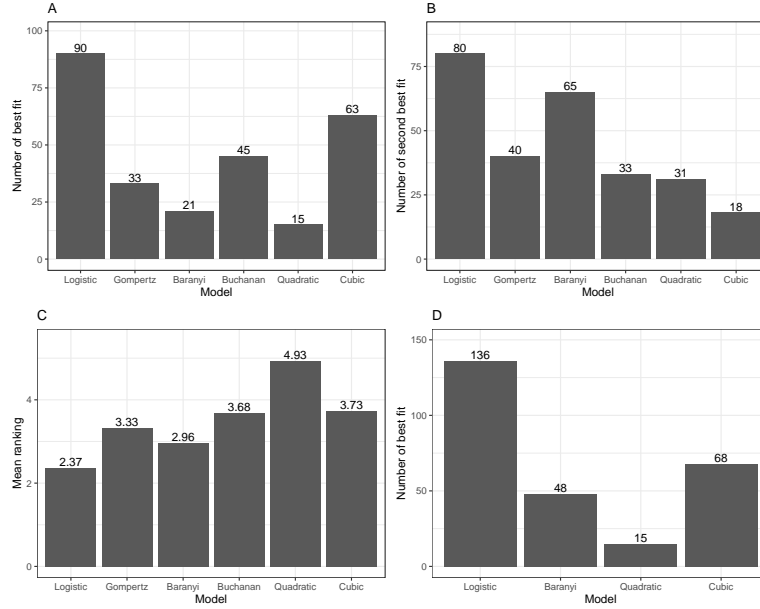 A
Number of best fit
100
75
50
25
0
90
33
21
45
15
63
Logistic Gompertz Baranyi Buchanan Quadratic Cubic
Model
B
Number of second best fit
75
50
25
0
80
40
65
33
31
18
Logistic Gompertz Baranyi Buchanan Quadratic Cubic
Model
C
Mean ranking
4
2
0
2.37
3.33
2.96
3.68
4.93
3.73
Logistic Gompertz Baranyi Buchanan Quadratic Cubic
Model
D
Number of best fit
150
100
50
0
136
48
15
68
Logistic Baranyi Quadratic Cubic
Model